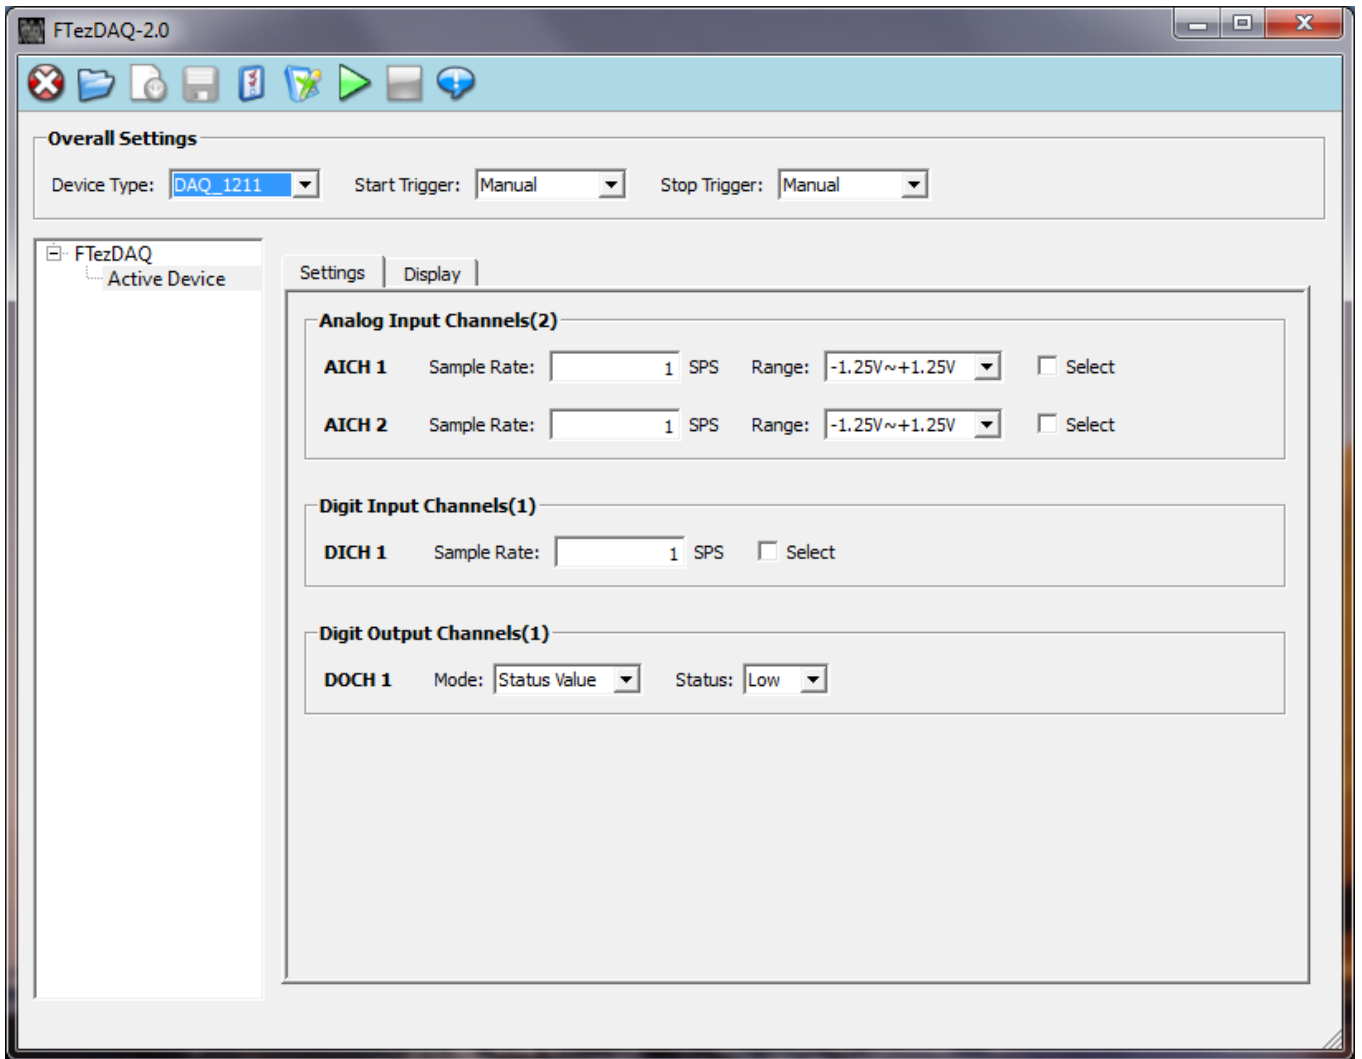 FTezDAQ-2.0
Overall Settings
Device Type: DAQ_1211 Start Trigger: Manual Stop Trigger: Manual
FTezDAQ
Active Device
Settings Display
Analog Input Channels(2)
AICH 1 Sample Rate: 1 SPS Range: -1.25V~+1.25V Select
AICH 2 Sample Rate: 1 SPS Range: -1.25V~+1.25V Select
Digit Input Channels(1)
DICH 1 Sample Rate: 1 SPS Select
Digit Output Channels(1)
DOCH 1 Mode: Status Value Status: Low